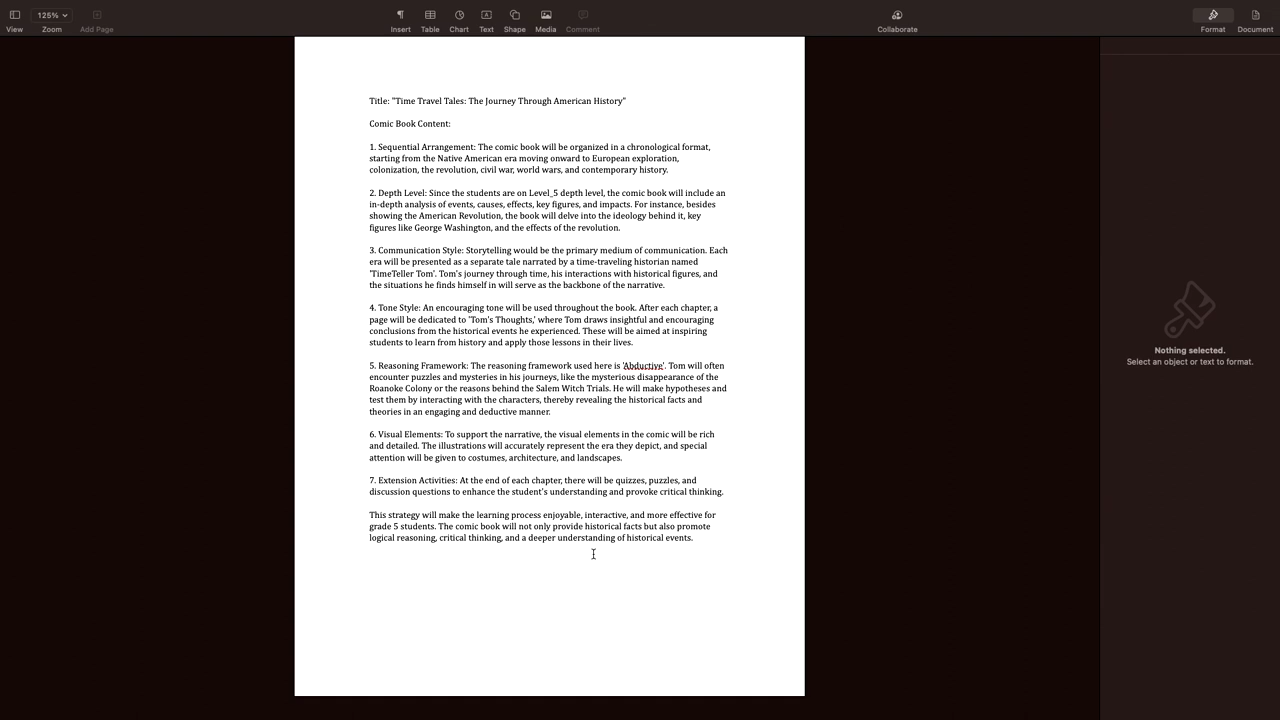 125%
View
Zoom
Add Page
Insert
Table
Chart
Text
Shape
Media
Comment
Collaborate
Format
Document
Title: "Time Travel Tales: The Journey Through American History"
Comic Book Content:
1. Sequential Arrangement: The comic book will be organized in a chronological format,
starting from the Native American era moving onward to European exploration,
colonization, the revolution, civil war, world wars, and contemporary history.
2. Depth Level: Since the students are on Level_5 depth level, the comic book will include an
in-depth analysis of events, causes, effects, key figures, and impacts. For instance, besides
showing the American Revolution, the book will delve into the ideology behind it, key
figures like George Washington, and the effects of the revolution.
3. Communication Style: Storytelling would be the primary medium of communication. Each
era will be presented as a separate tale narrated by a time-traveling historian named
'TimeTeller Tom'. Tom's journey through time, his interactions with historical figures, and
the situations he finds himself in will serve as the backbone of the narrative.
4. Tone Style: An encouraging tone will be used throughout the book. After each chapter, a
page will be dedicated to 'Tom's Thoughts,' where Tom draws insightful and encouraging
conclusions from the historical events he experienced. These will be aimed at inspiring
students to learn from history and apply those lessons in their lives.
5. Reasoning Framework: The reasoning framework used here is 'Abductive'. Tom will often
encounter puzzles and mysteries in his journeys, like the mysterious disappearance of the
Roanoke Colony or the reasons behind the Salem Witch Trials. He will make hypotheses and
test them by interacting with the characters, thereby revealing the historical facts and
theories in an engaging and deductive manner.
6. Visual Elements: To support the narrative, the visual elements in the comic will be rich
and detailed. The illustrations will accurately represent the era they depict, and special
attention will be given to costumes, architecture, and landscapes.
7. Extension Activities: At the end of each chapter, there will be quizzes, puzzles, and
discussion questions to enhance the student's understanding and provoke critical thinking.
This strategy will make the learning process enjoyable, interactive, and more effective for
grade 5 students. The comic book will not only provide historical facts but also promote
logical reasoning, critical thinking, and a deeper understanding of historical events.
Nothing selected.
Select an object or text to format.